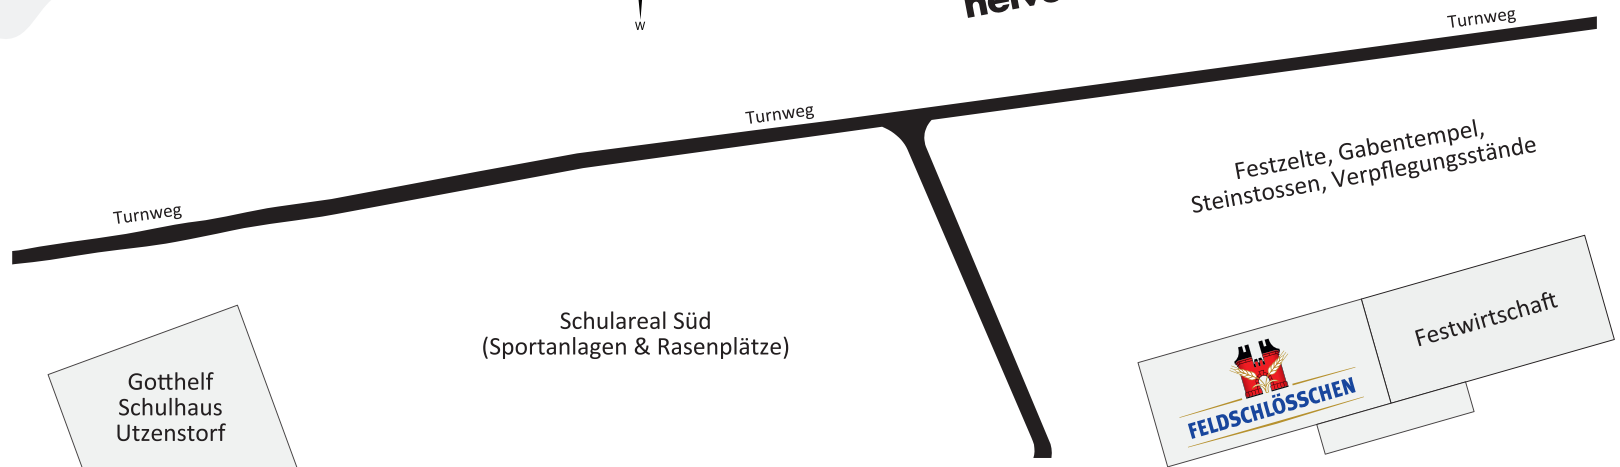 W
Turnweg
Turnweg
Turnweg
Festzelte, Gabentempel,
Steinstossen, Verpflegungsstände
Schulareal Süd
(Sportanlagen & Rasenplätze)
Festwirtschaft
FELDSCHLÖSSCHEN
Gotthelf
Schulhaus
Utzenstorf